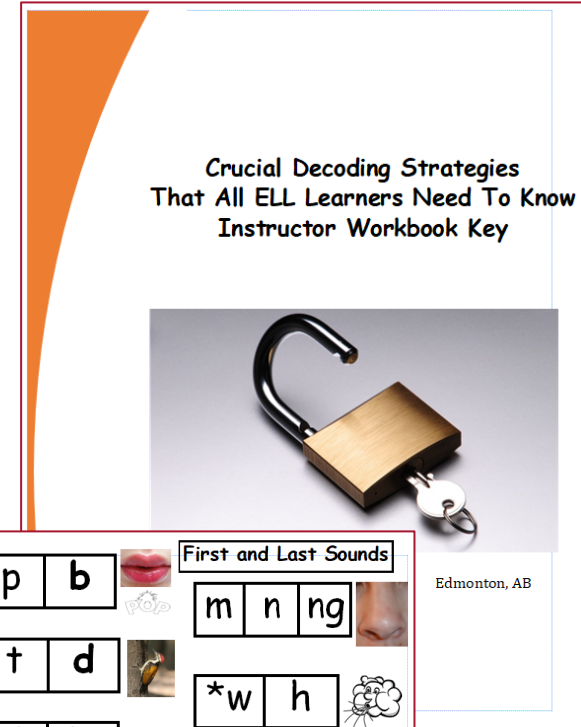 Crucial Decoding Strategies
That All ELL Learners Need To Know
Instructor Workbook Key
Edmonton, AB
First and Last Sounds
p b
POP
m n ng
t d
*w h